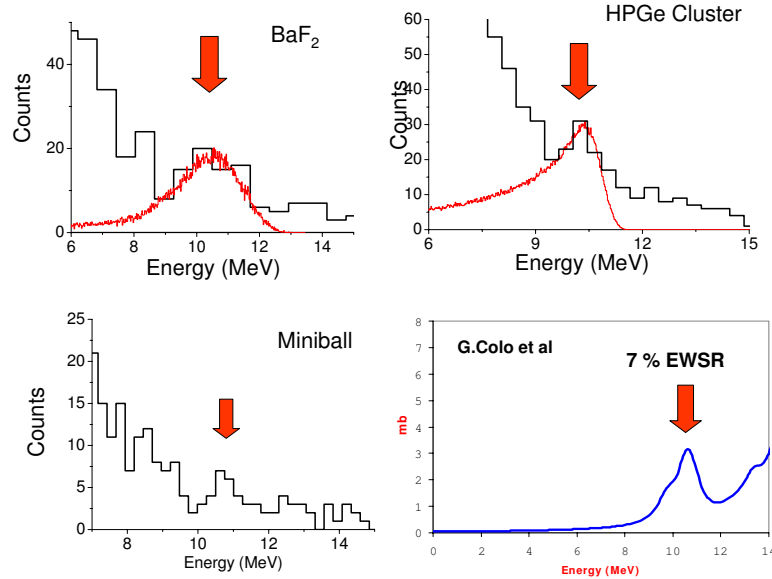 BaF2
Counts
40
20
0
6 8 10 12 14
Energy (MeV)
HPGe Cluster
Counts
60
50
40
30
20
10
0
6 9 12 15
Energy (MeV)
Miniball
Counts
25
20
15
10
5
0
8 10 12 14
Energy (MeV)
G.Colo et al
7 % EWSR
mb
8
7
6
5
4
3
2
1
0
0 2 4 6 8 10 12 14
Energy (MeV)